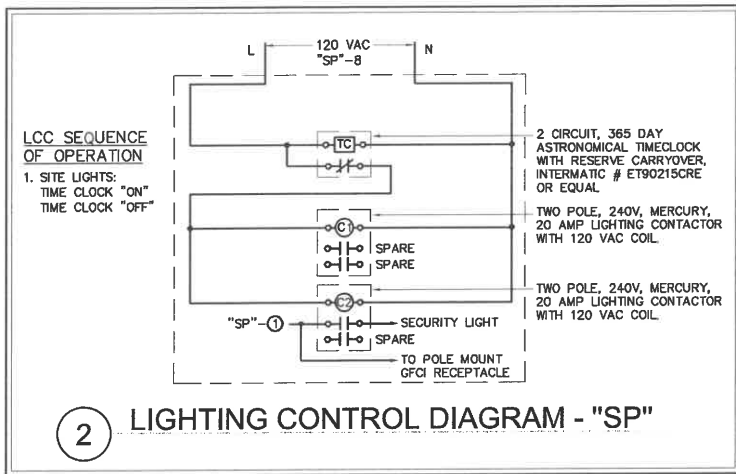 L
120 VAC
N
"SP"-8
LCC SEQUENCE
OF OPERATION
1. SITE LIGHTS:
TIME CLOCK "ON"
TIME CLOCK "OFF"
TC
2 CIRCUIT, 365 DAY
ASTRONOMICAL TIMECLOCK
WITH RESERVE CARRYOVER,
INTERMATIC # ET90215CRE
OR EQUAL
C1
SPARE
SPARE
TWO POLE, 240V, MERCURY,
20 AMP LIGHTING CONTACTOR
WITH 120 VAC COIL.
C2
"SP"-1
SECURITY LIGHT
SPARE
TWO POLE, 240V, MERCURY,
20 AMP LIGHTING CONTACTOR
WITH 120 VAC COIL.
TO POLE MOUNT
GFCI RECEPTACLE
2
LIGHTING CONTROL DIAGRAM - "SP"